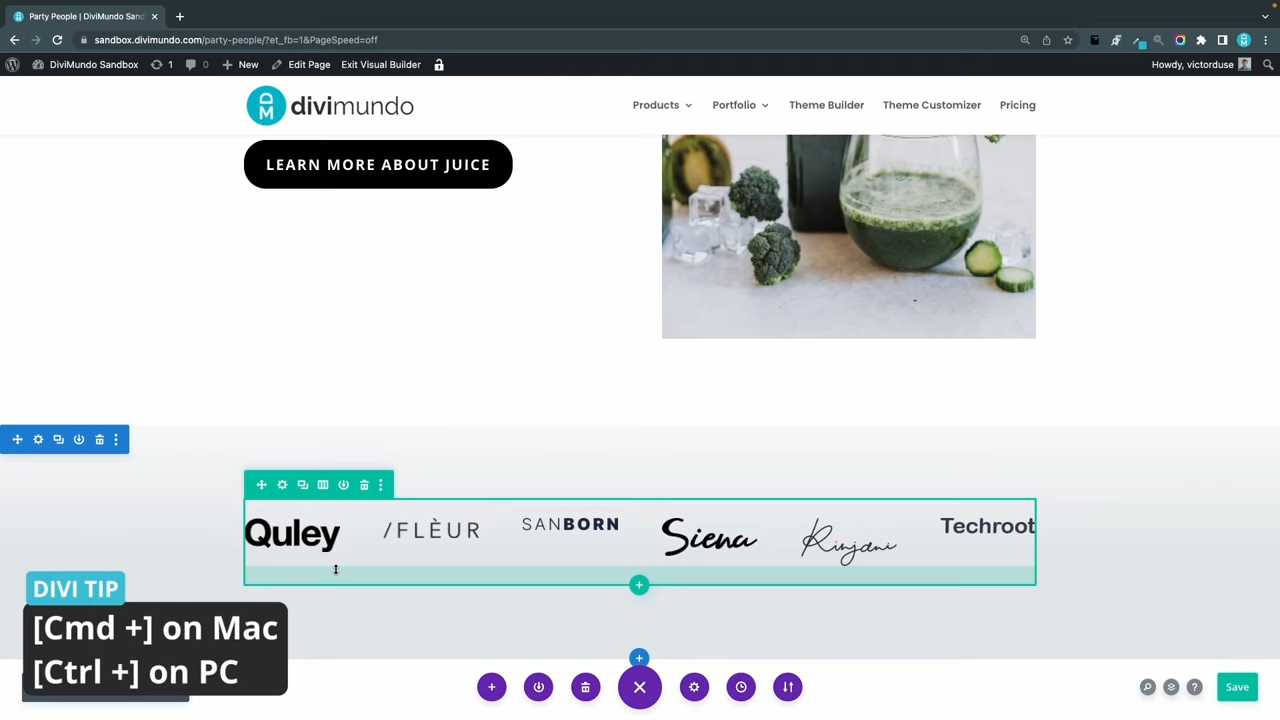 Party People | DiviMundo Sand
sandbox.divimundo.com/party-people/?et_fb=1&PageSpeed=off
DiviMundo Sandbox 1 0 New Edit Page Exit Visual Builder Howdy, victorduse
DM divimundo Products Portfolio Theme Builder Theme Customizer Pricing
LEARN MORE ABOUT JUICE
Quley /FLÈUR SANBORN Siena Rinjani Techroot
DIVI TIP
[Cmd +] on Mac
[Ctrl +] on PC
Save